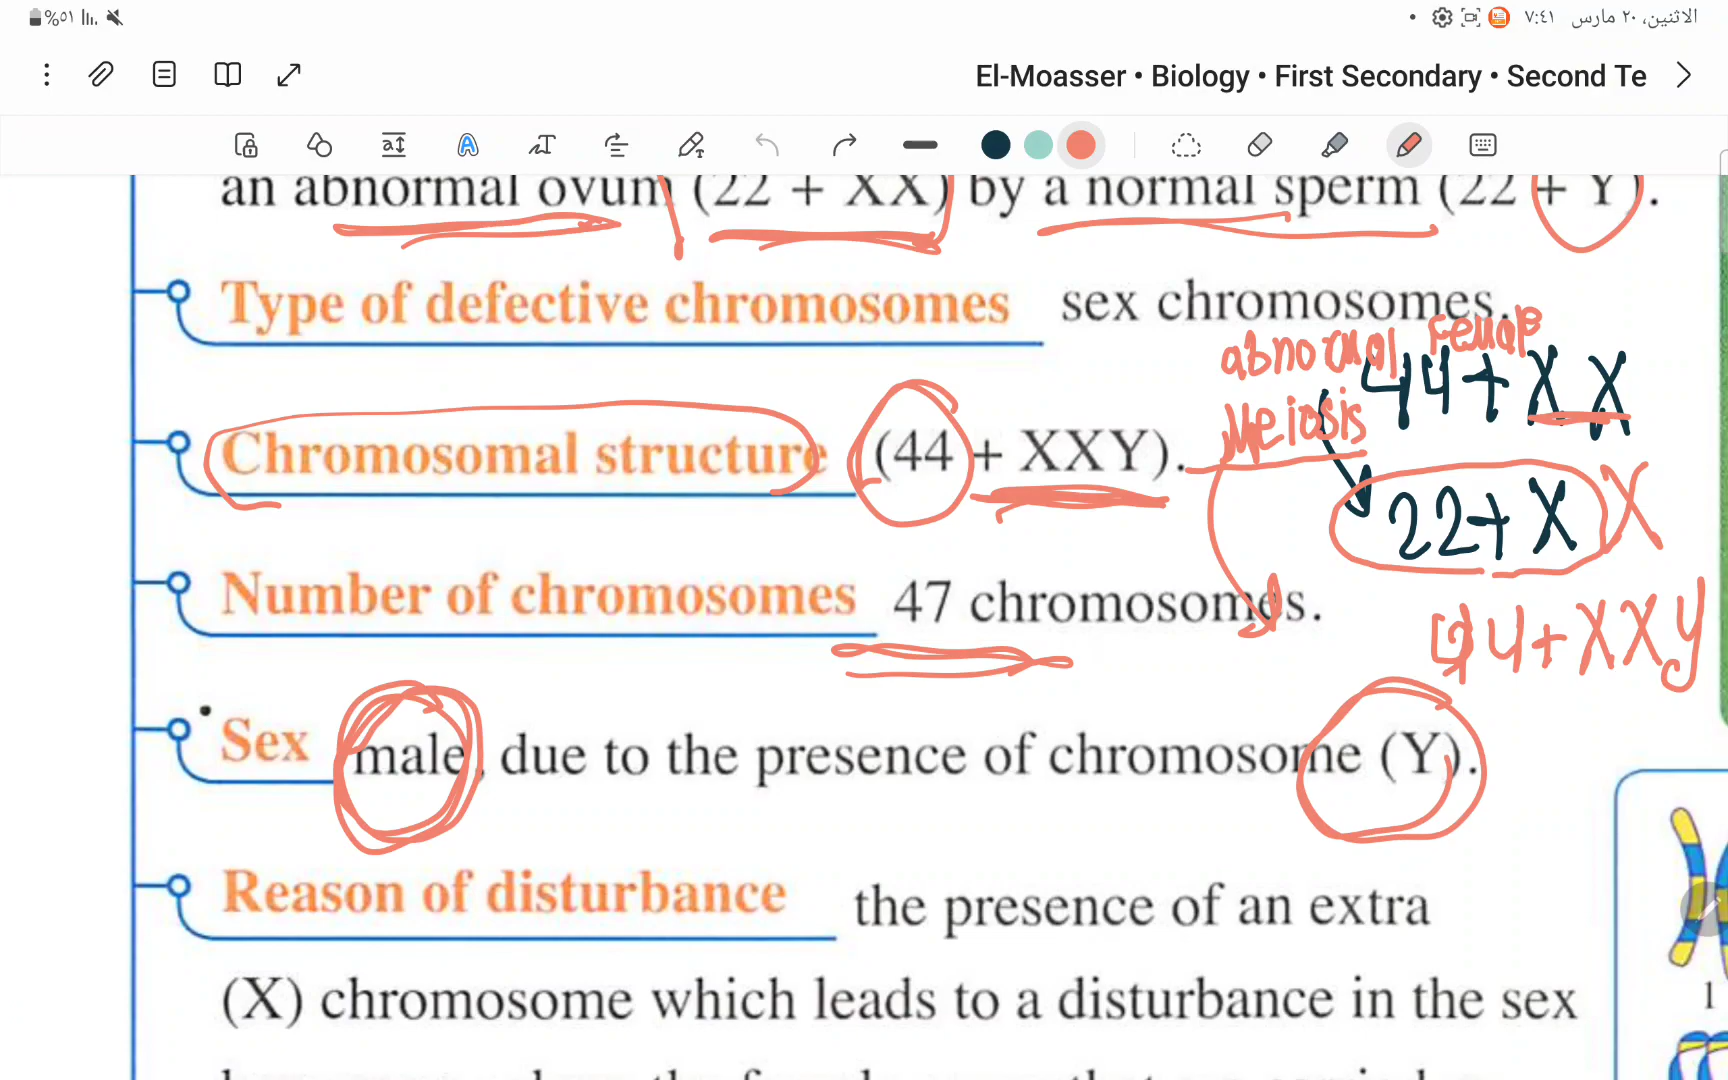 %٥١ الاثنين، ٢٠ مارس ٧:٤١
El-Moasser • Biology • First Secondary • Second Te
an abnormal ovum (22 + XX) by a normal sperm (22 + Y).
Type of defective chromosomes sex chromosomes.
abnormal Female
44+XX
Meiosis
Chromosomal structure (44 + XXY).
22+X X
Number of chromosomes 47 chromosomes.
44+XXY
Sex male, due to the presence of chromosome (Y).
Reason of disturbance the presence of an extra
(X) chromosome which leads to a disturbance in the sex
1